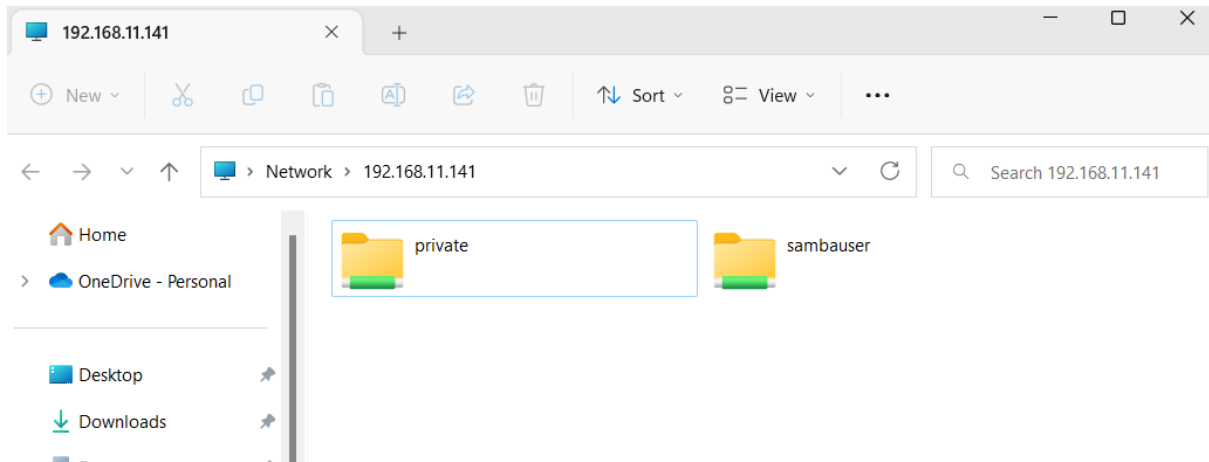 192.168.11.141
New
Sort
View
Network > 192.168.11.141
Search 192.168.11.141
Home
private
sambauser
OneDrive - Personal
Desktop
Downloads